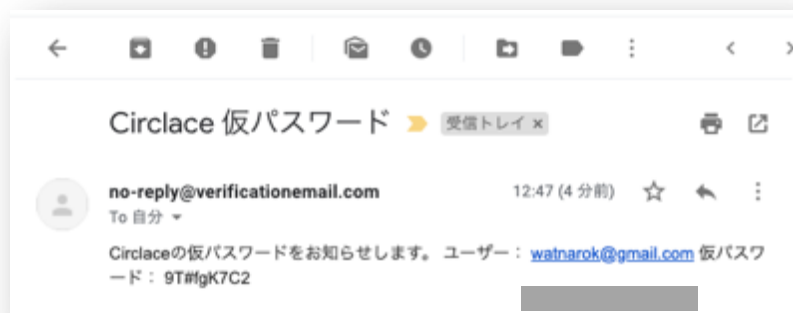 Circlace 仮パスワード 受信トレイ ×
no-reply@verificationemail.com 12:47 (4 分前)
To 自分
Circlaceの仮パスワードをお知らせします。 ユーザー： watnarok@gmail.com 仮パスワ
ード： 9T#fgK7C2